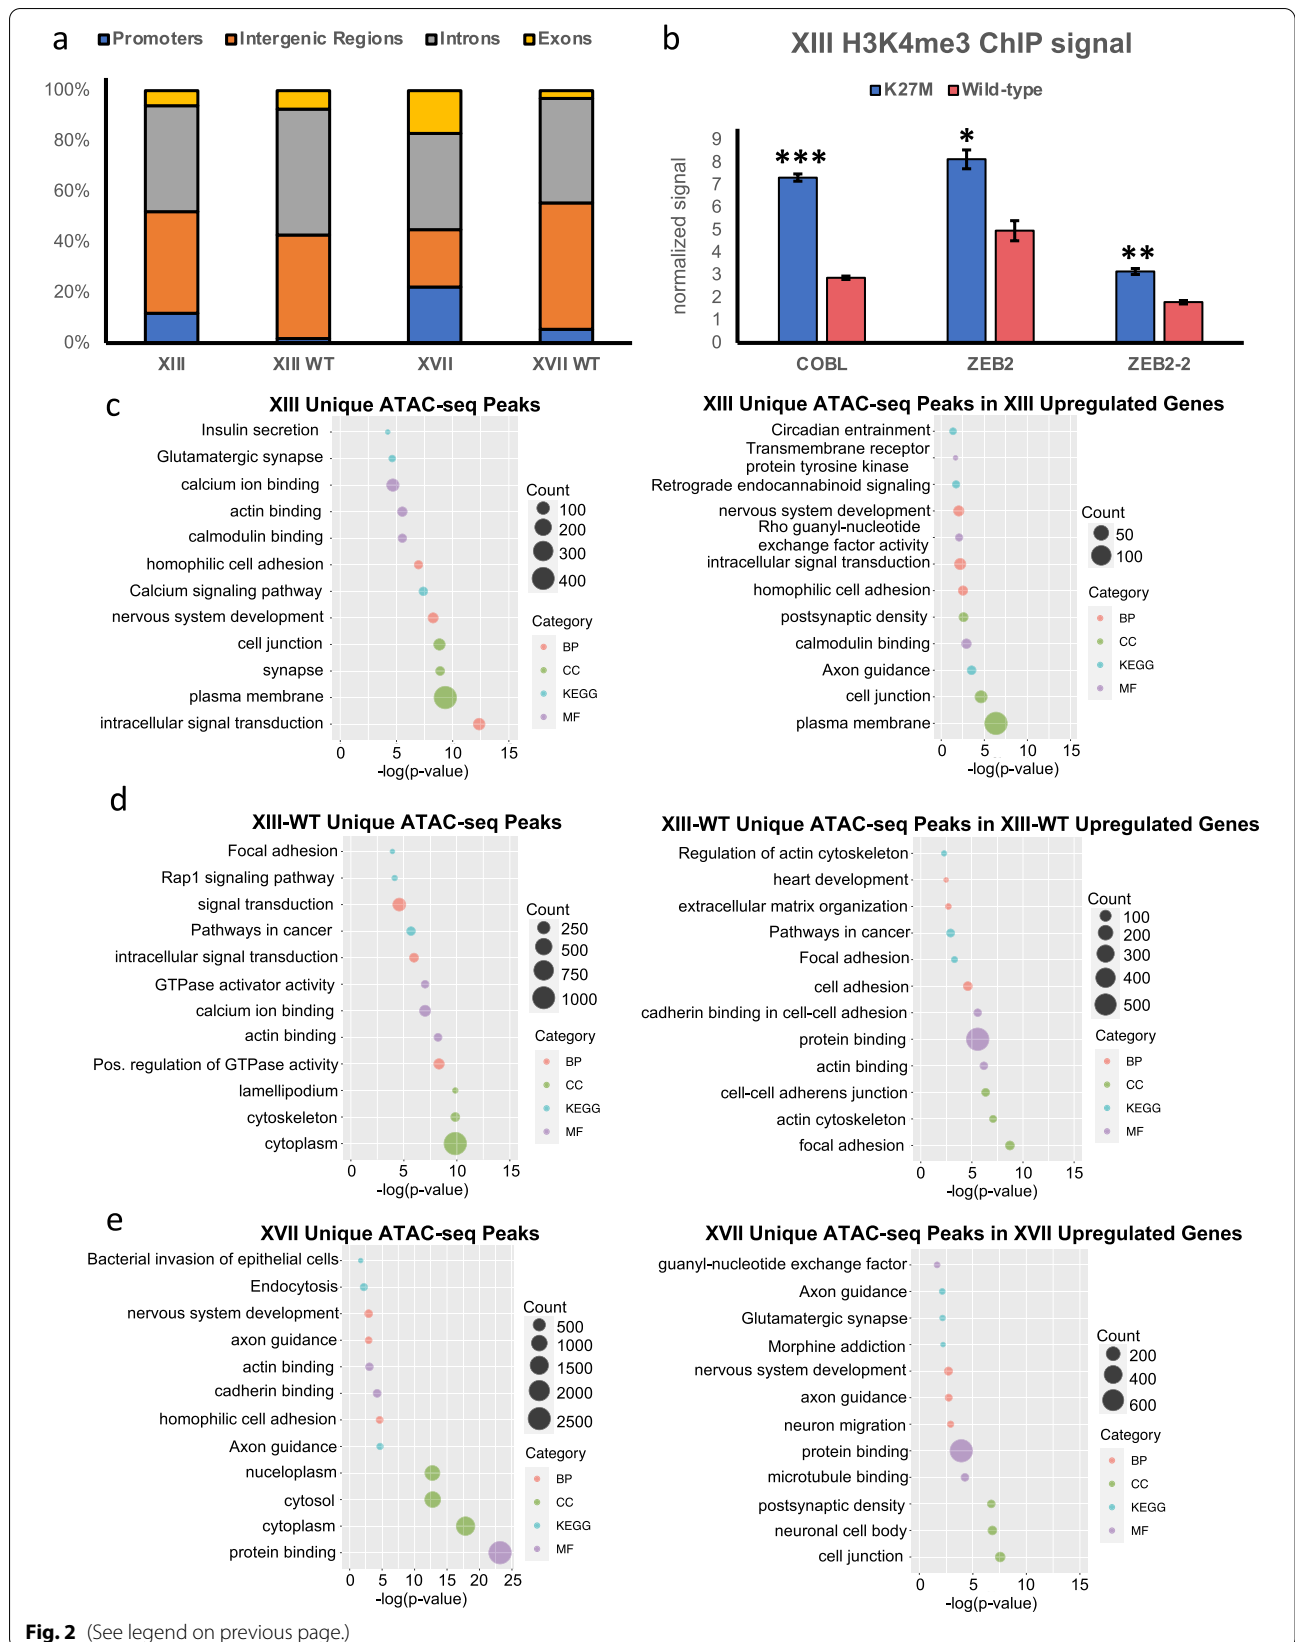 a
Promoters Intergenic Regions Introns Exons
100%
80%
60%
40%
20%
0%
XIII XIII WT XVII XVII WT
b
XIII H3K4me3 ChIP signal
K27M Wild-type
normalized signal
9
8
7
6
5
4
3
2
1
0
*** * **
COBL ZEB2 ZEB2-2
c
XIII Unique ATAC-seq Peaks
Insulin secretion
Glutamatergic synapse
calcium ion binding
actin binding
calmodulin binding
homophilic cell adhesion
Calcium signaling pathway
nervous system development
cell junction
synapse
plasma membrane
intracellular signal transduction
0 5 10 15
-log(p-value)
Count
100
200
300
400
Category
BP
CC
KEGG
MF
XIII Unique ATAC-seq Peaks in XIII Upregulated Genes
Circadian entrainment
Transmembrane receptor
protein tyrosine kinase
Retrograde endocannabinoid signaling
nervous system development
Rho guanyl-nucleotide
exchange factor activity
intracellular signal transduction
homophilic cell adhesion
postsynaptic density
calmodulin binding
Axon guidance
cell junction
plasma membrane
0 5 10 15
-log(p-value)
Count
50
100
Category
BP
CC
KEGG
MF
d
XIII-WT Unique ATAC-seq Peaks
Focal adhesion
Rap1 signaling pathway
signal transduction
Pathways in cancer
intracellular signal transduction
GTPase activator activity
calcium ion binding
actin binding
Pos. regulation of GTPase activity
lamellipodium
cytoskeleton
cytoplasm
0 5 10 15
-log(p-value)
Count
250
500
750
1000
Category
BP
CC
KEGG
MF
XIII-WT Unique ATAC-seq Peaks in XIII-WT Upregulated Genes
Regulation of actin cytoskeleton
heart development
extracellular matrix organization
Pathways in cancer
Focal adhesion
cell adhesion
cadherin binding in cell-cell adhesion
protein binding
actin binding
cell-cell adherens junction
actin cytoskeleton
focal adhesion
0 5 10 15
-log(p-value)
Count
100
200
300
400
500
Category
BP
CC
KEGG
MF
e
XVII Unique ATAC-seq Peaks
Bacterial invasion of epithelial cells
Endocytosis
nervous system development
axon guidance
actin binding
cadherin binding
homophilic cell adhesion
Axon guidance
nuceloplasm
cytosol
cytoplasm
protein binding
0 5 10 15 20 25
-log(p-value)
Count
500
1000
1500
2000
2500
Category
BP
CC
KEGG
MF
XVII Unique ATAC-seq Peaks in XVII Upregulated Genes
guanyl-nucleotide exchange factor
Axon guidance
Glutamatergic synapse
Morphine addiction
nervous system development
axon guidance
neuron migration
protein binding
microtubule binding
postsynaptic density
neuronal cell body
cell junction
0 5 10 15
-log(p-value)
Count
200
400
600
Category
BP
CC
KEGG
MF
Fig. 2 (See legend on previous page.)